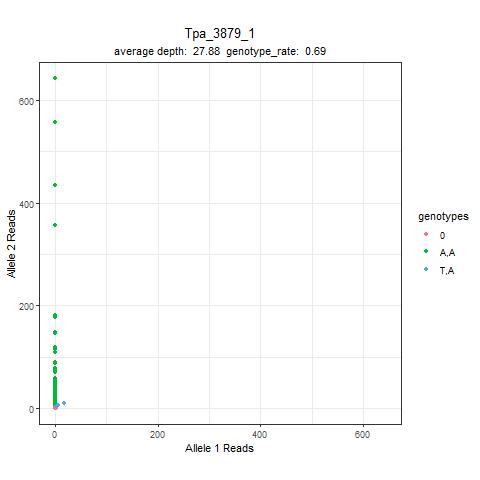 Tpa_3879_1
average depth:  27.88  genotype_rate:  0.69
600
400
200
0
Allele 2 Reads
0 200 400 600
Allele 1 Reads
genotypes
0
A,A
T,A